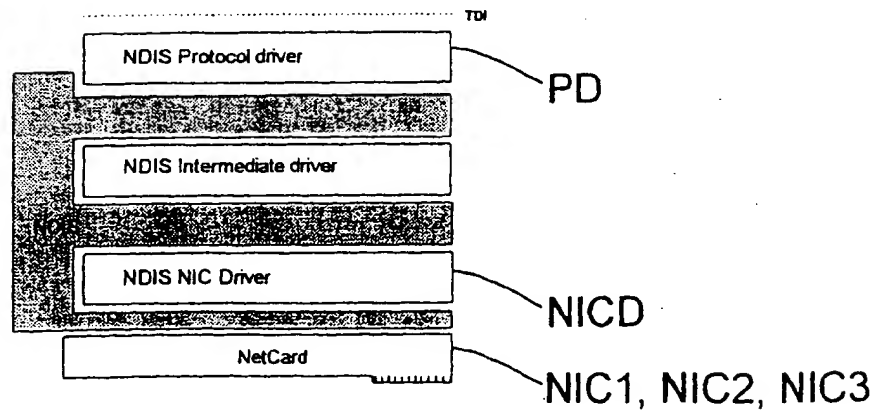 TDI
NDIS Protocol driver
PD
NDIS Intermediate driver
NDIS NIC Driver
NICD
NetCard
NIC1, NIC2, NIC3